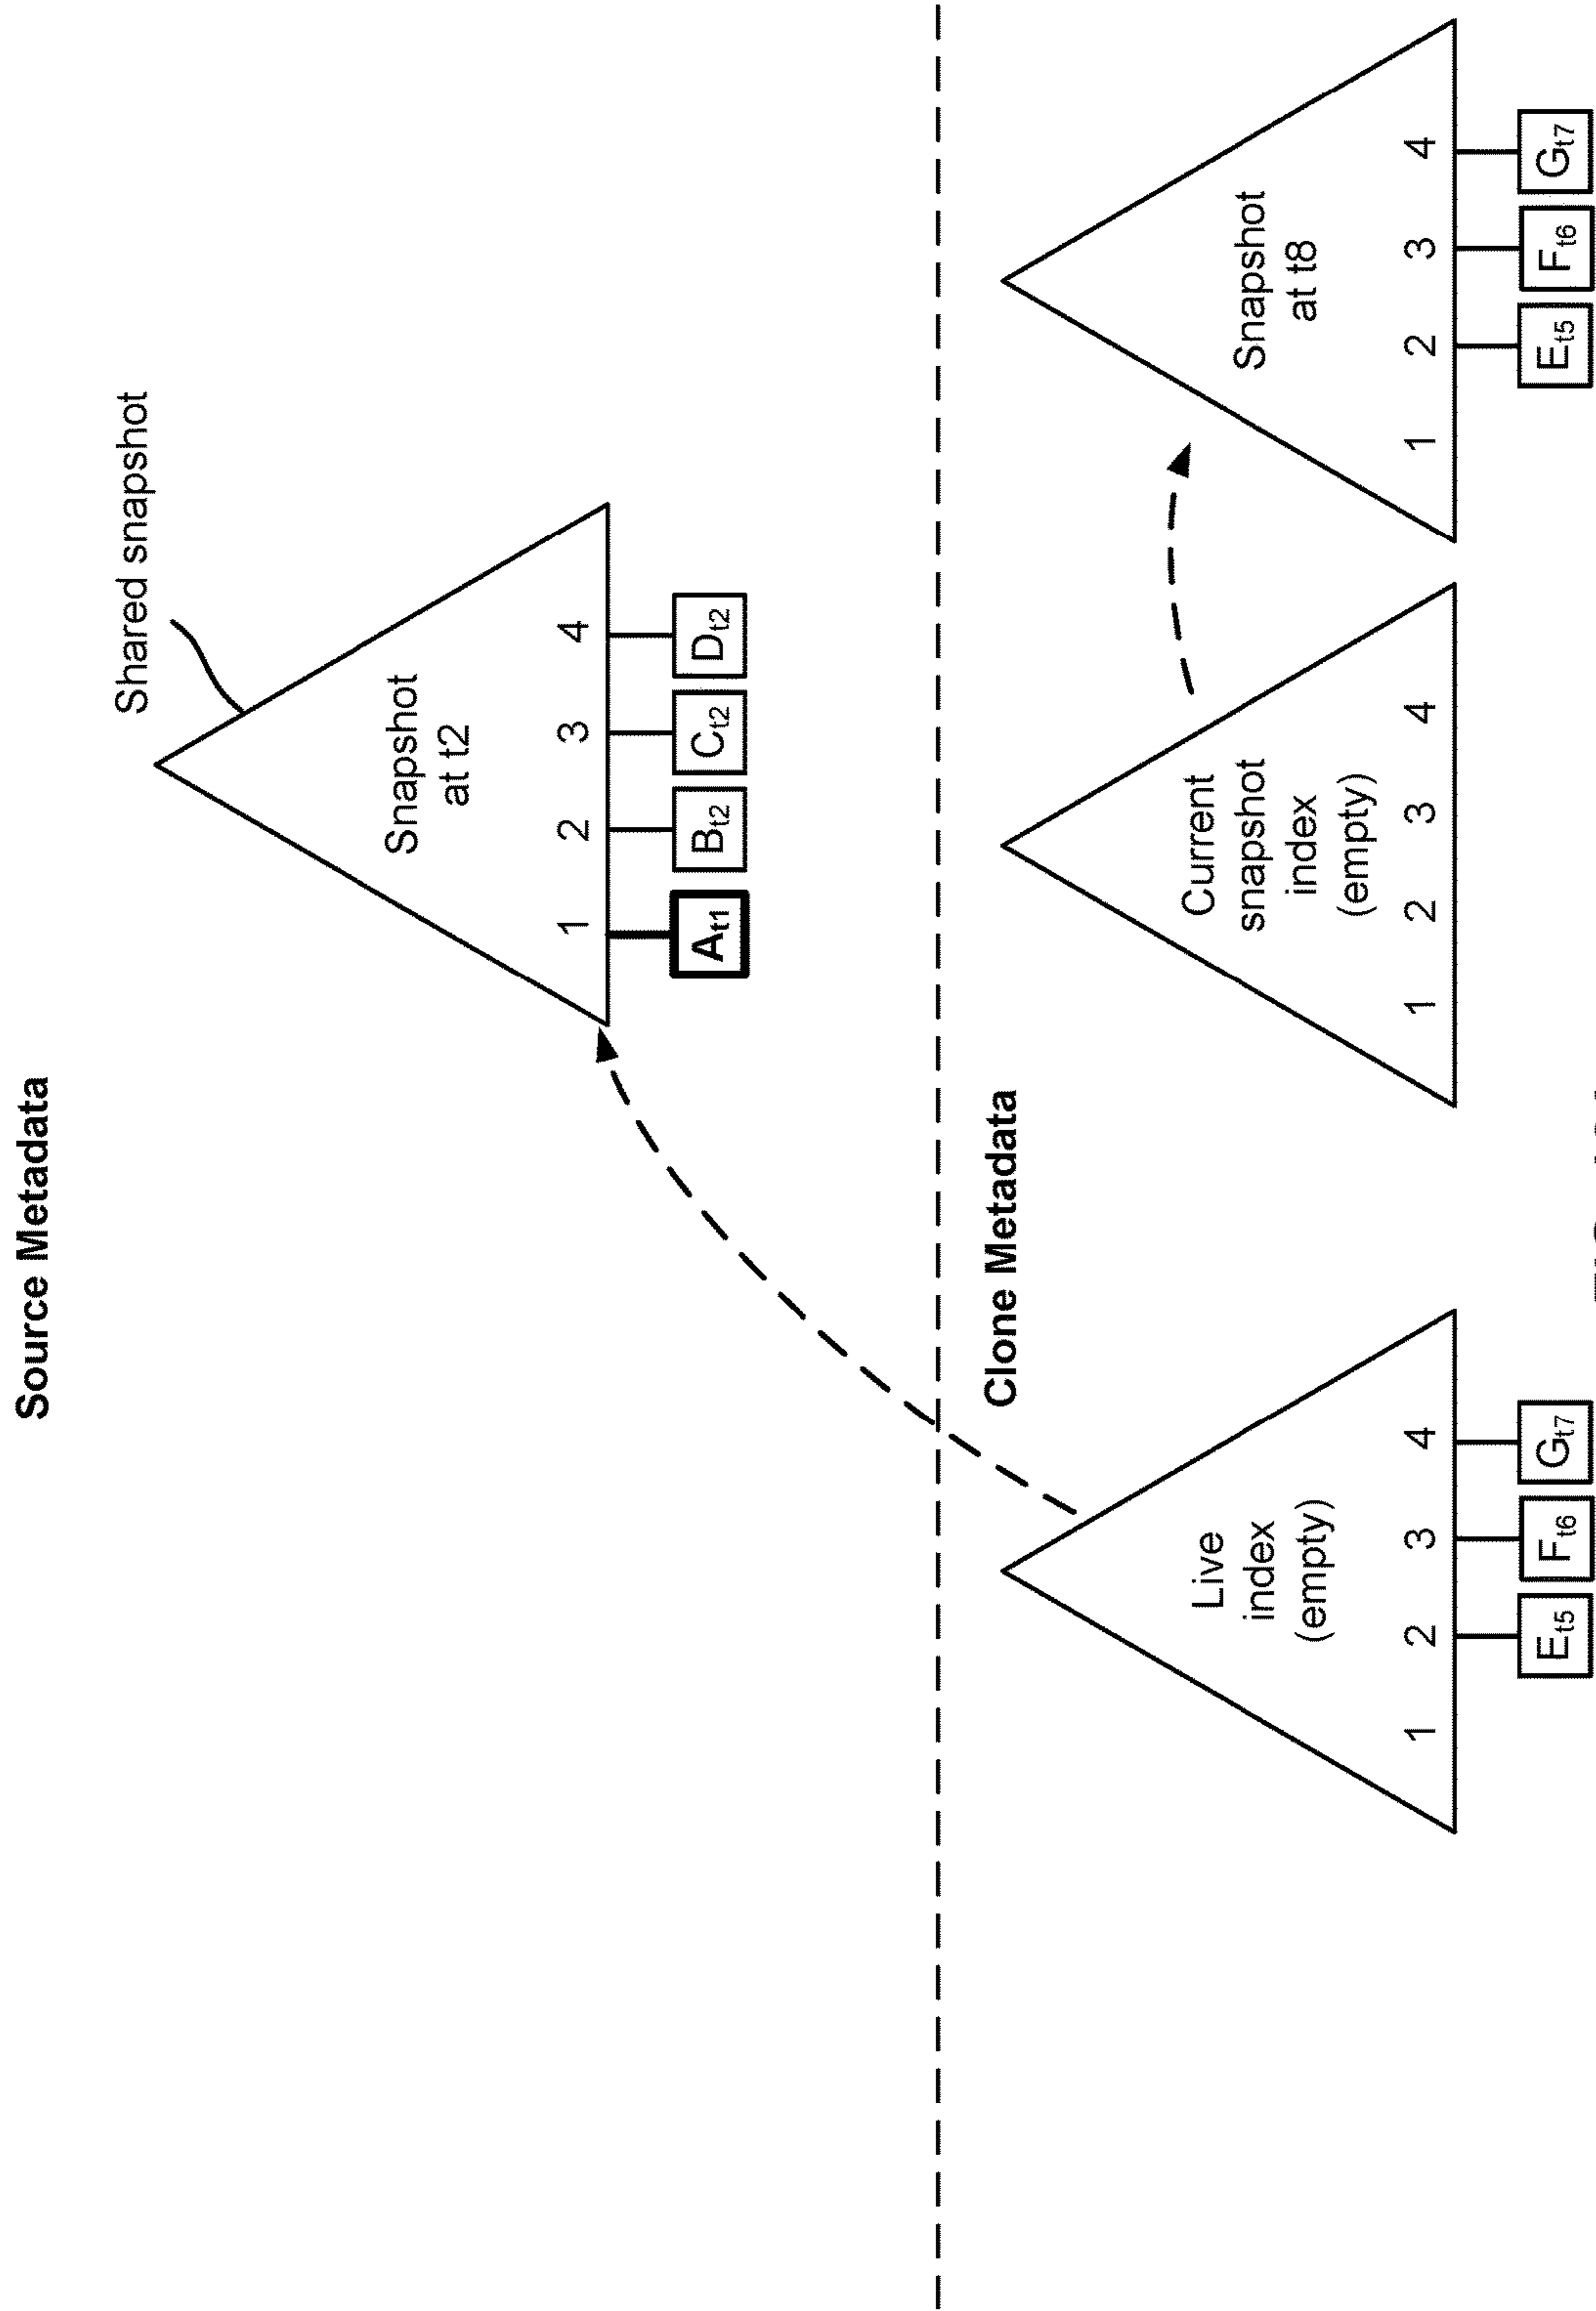 Source Metadata
Shared snapshot
Snapshot
at t2
1 2 3 4
At1 Bt2 Ct2 Dt2
Clone Metadata
Live
index
(empty)
1 2 3 4
Et5 Ft6 Gt7
Current
snapshot
index
(empty)
1 2 3 4
Snapshot
at t8
1 2 3 4
Et5 Ft6 Gt7